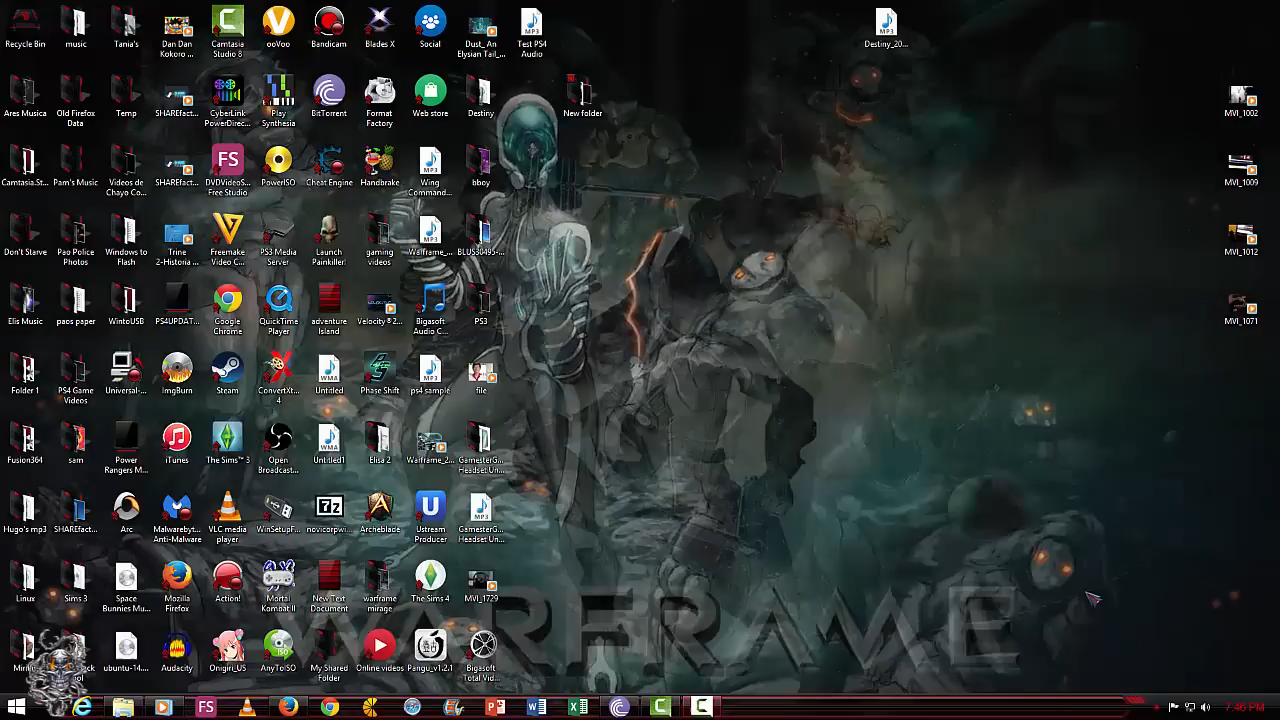 Recycle Bin
music
Tania's
Dan Dan
Kokoro ...
Camtasia
Studio 8
ooVoo
Bandicam
Blades X
Social
Dust_ An
Elysian Tail_...
Test PS4
Audio
Destiny_20...
Ares Musica
Old Firefox
Data
Temp
SHAREfact...
CyberLink
PowerDirec...
Play
Synthesia
BitTorrent
Format
Factory
Web store
Destiny
New folder
MVI_1002
Camtasia.St...
Pam's Music
Videos de
Chayo Co...
SHAREfact...
DVDVideoS...
Free Studio
PowerISO
Cheat Engine
Handbrake
Wing
Command...
bboy
MVI_1009
Don't Starve
Pao Police
Photos
Windows to
Flash
Trine
2-Historia ...
Freemake
Video C...
PS3 Media
Server
Launch
Painkiller!
gaming
videos
Warframe_...
BLUS30495-...
MVI_1012
Elis Music
paos paper
WintoUSB
PS4UPDAT...
Google
Chrome
QuickTime
Player
adventure
Island
Velocity®2...
Bigasoft
Audio C...
PS3
MVI_1071
Folder 1
PS4 Game
Videos
Universal-...
ImgBurn
Steam
ConvertXt...
4
Untitled
Phase Shift
ps4 sample
file
Fusion364
sam
Power
Rangers M...
iTunes
The Sims™ 3
Open
Broadcast...
Untitled1
Elisa 2
Warframe_2...
GamesterG...
Headset Un...
Hugo's mp3
SHAREfact...
Arc
Malwarebyt...
Anti-Malware
VLC media
player
WinSetupF...
novicorpwi...
Archeblade
Ustream
Producer
GamesterG...
Headset Un...
Linux
Sims 3
Space
Bunnies Mu...
Mozilla
Firefox
Action!
Mortal
Kombat II
New Text
Document
warframe
mirage
The Sims 4
MVI_1729
ubuntu-14....
Audacity
Onigiri_US
AnyToISO
My Shared
Folder
Online videos
Pangu_v1.2.1
Bigasoft
Total Vid...
WARFRAME
7:46 PM